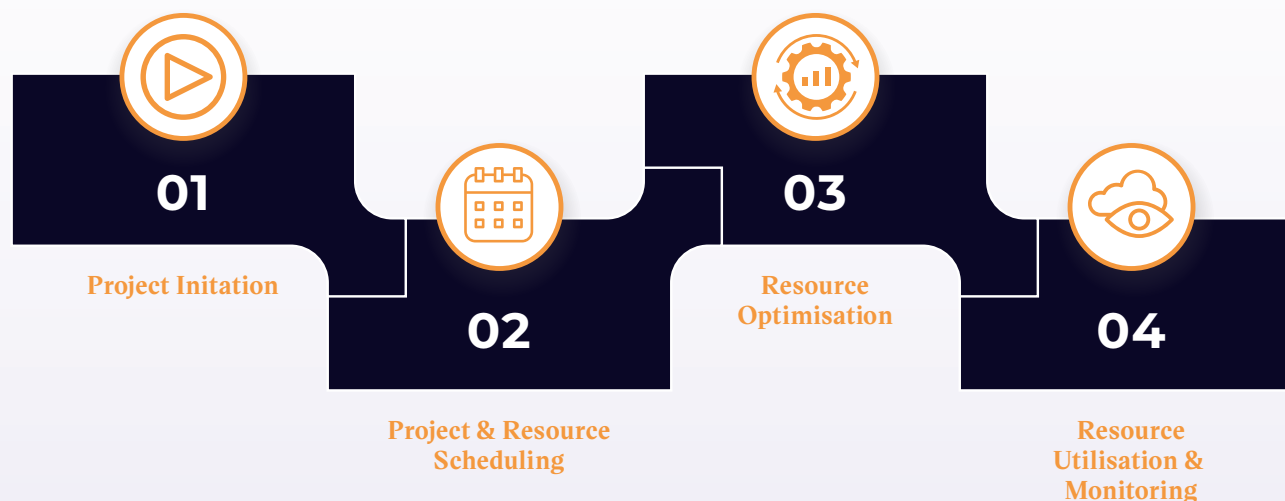 01
Project Initation
02
Project & Resource
Scheduling
03
Resource
Optimisation
04
Resource
Utilisation &
Monitoring